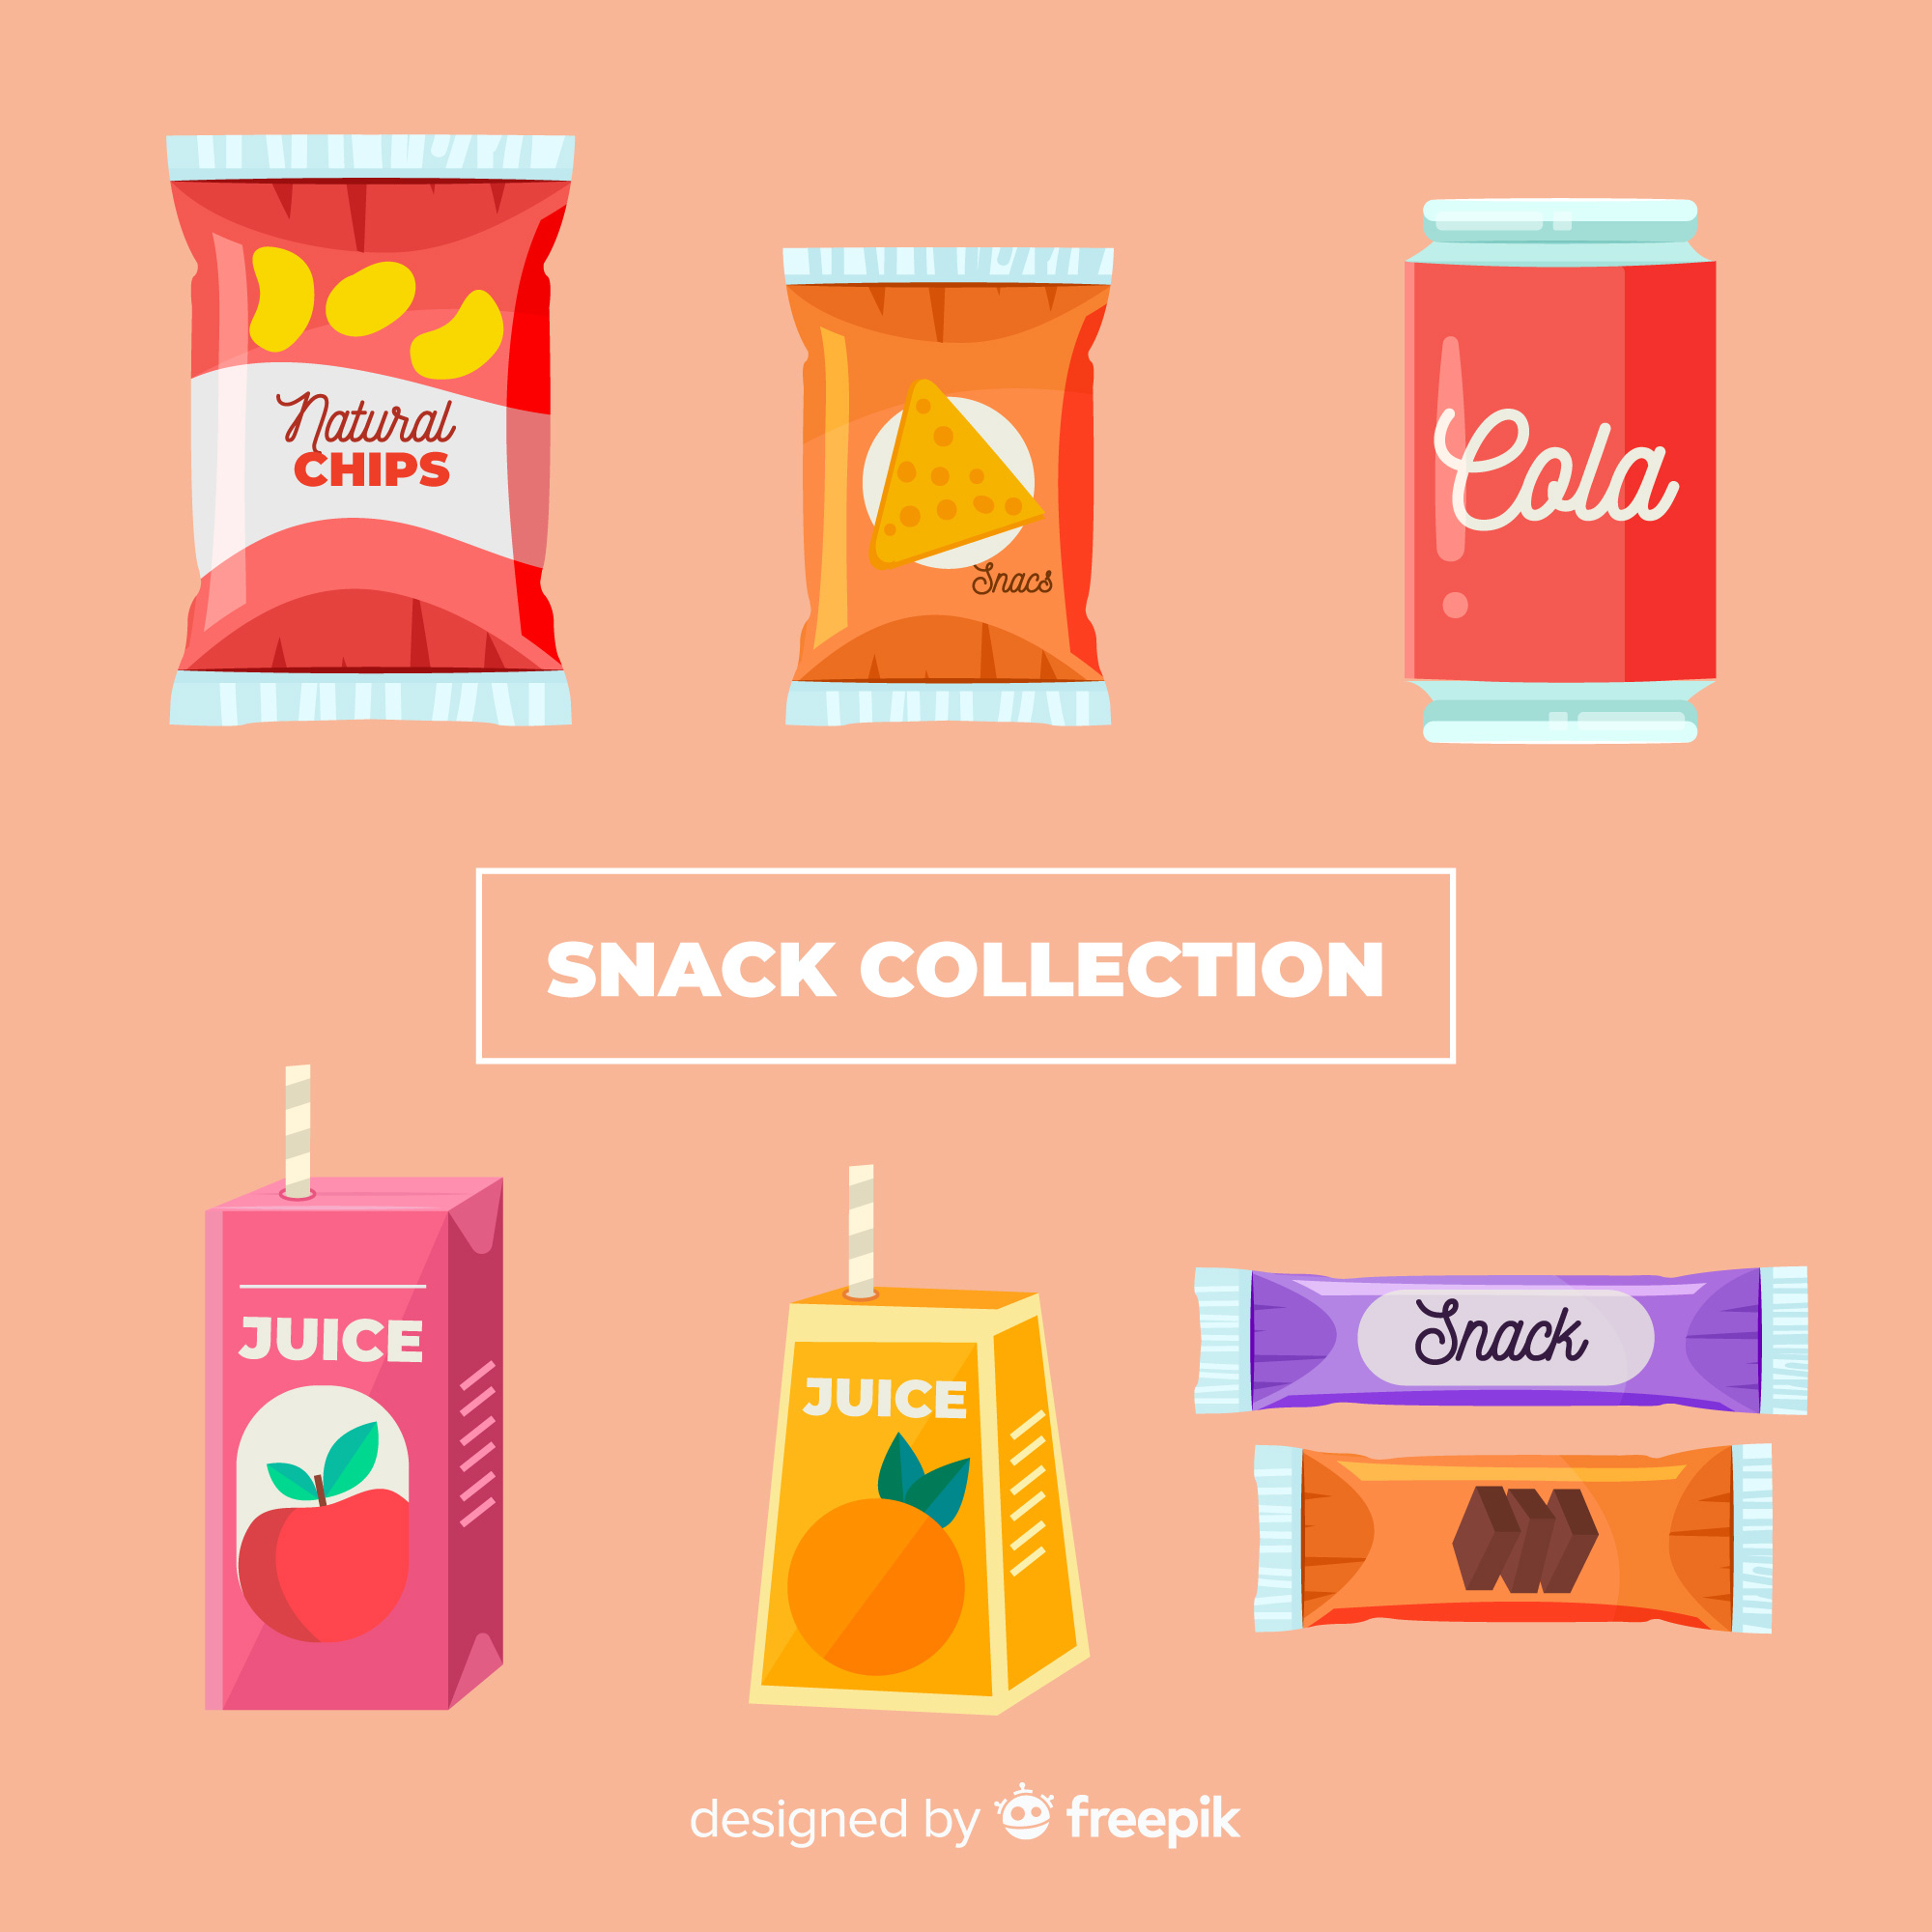 Natural
CHIPS
Snacs
Cola
SNACK COLLECTION
JUICE
JUICE
Snack
designed by freepik